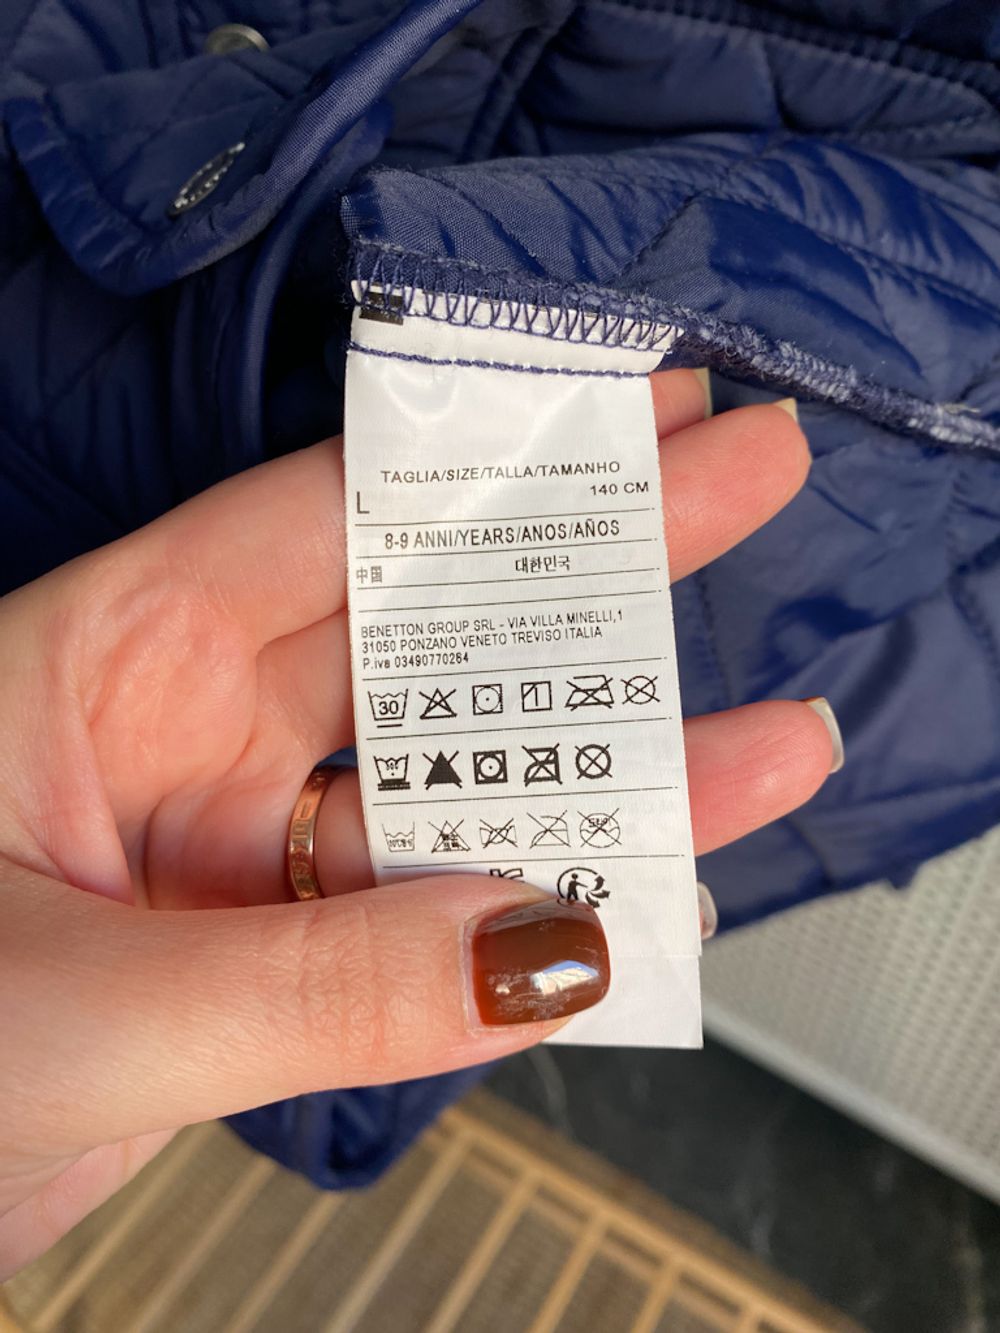 TAGLIA/SIZE/TALLA/TAMANHO
L 140 CM
8-9 ANNI/YEARS/ANOS/AÑOS
中国 대한민국
BENETTON GROUP SRL - VIA VILLA MINELLI,1
31050 PONZANO VENETO TREVISO ITALIA
P.iva 03490770264
30